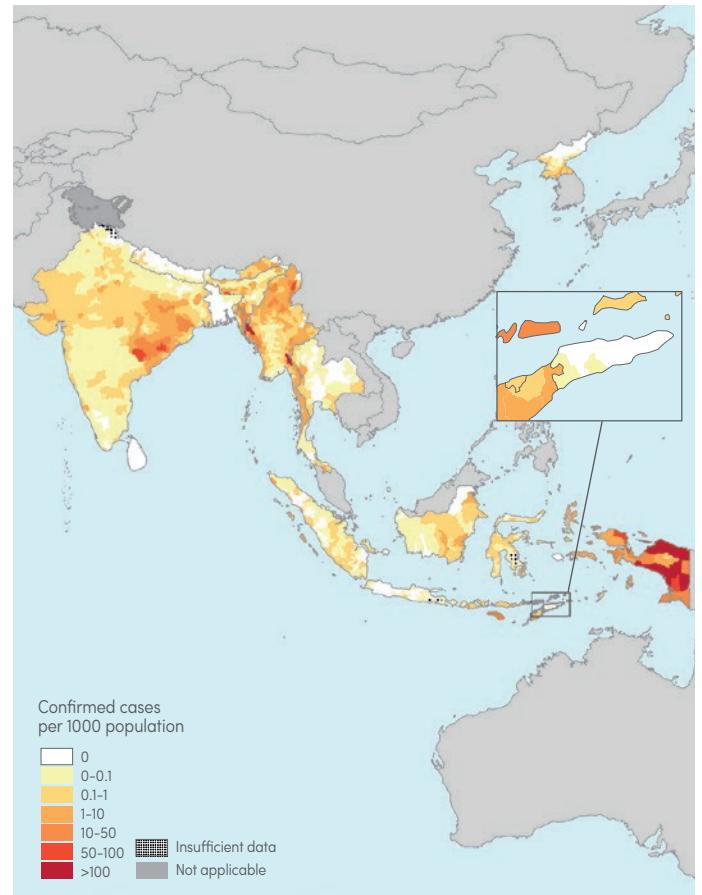 Confirmed cases
per 1000 population
0
0-0.1
0.1-1
1-10
10-50
50-100
>100
Insufficient data
Not applicable